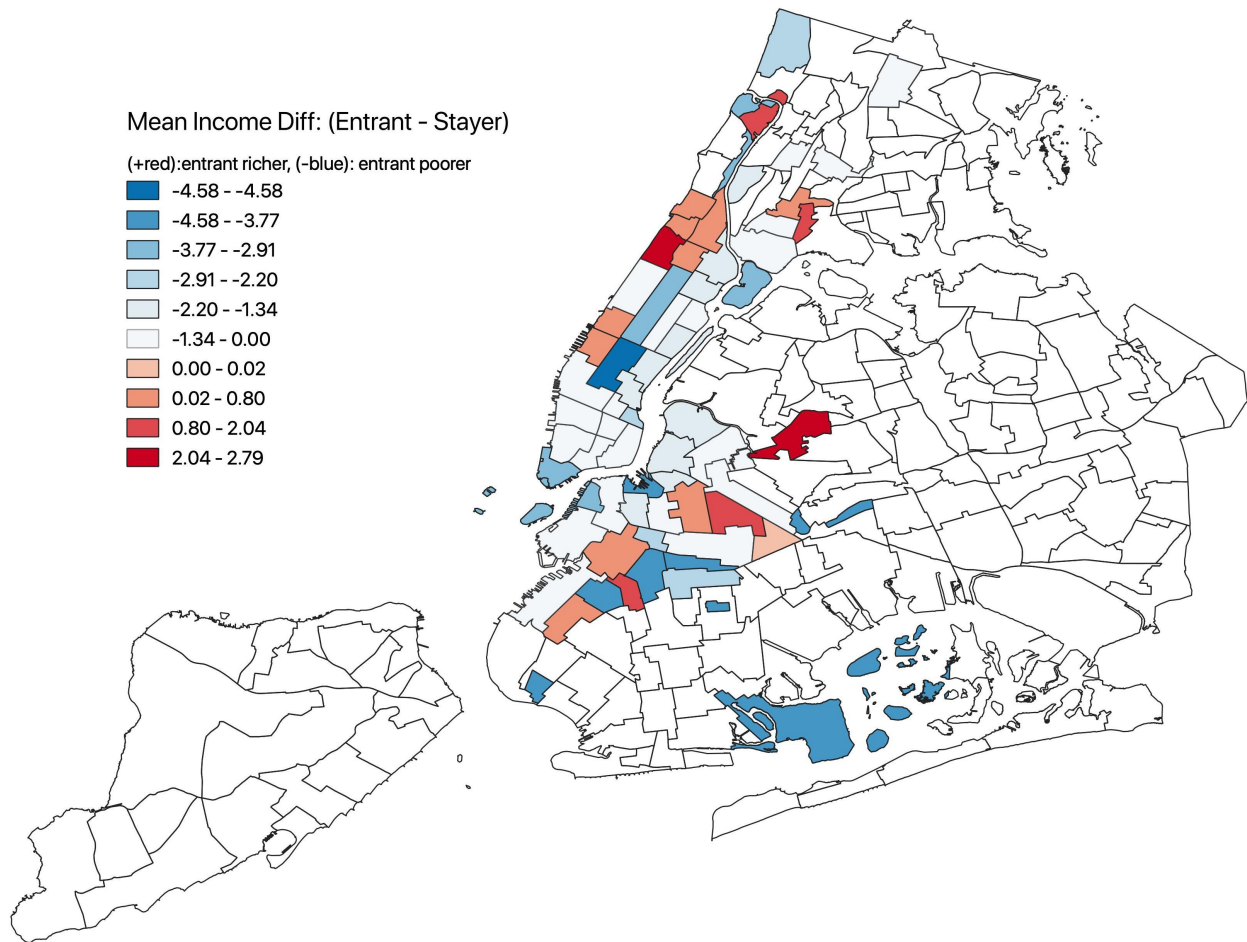 Mean Income Diff: (Entrant - Stayer)
(+red):entrant richer, (-blue): entrant poorer
-4.58 - -4.58
-4.58 - -3.77
-3.77 - -2.91
-2.91 - -2.20
-2.20 - -1.34
-1.34 - 0.00
0.00 - 0.02
0.02 - 0.80
0.80 - 2.04
2.04 - 2.79